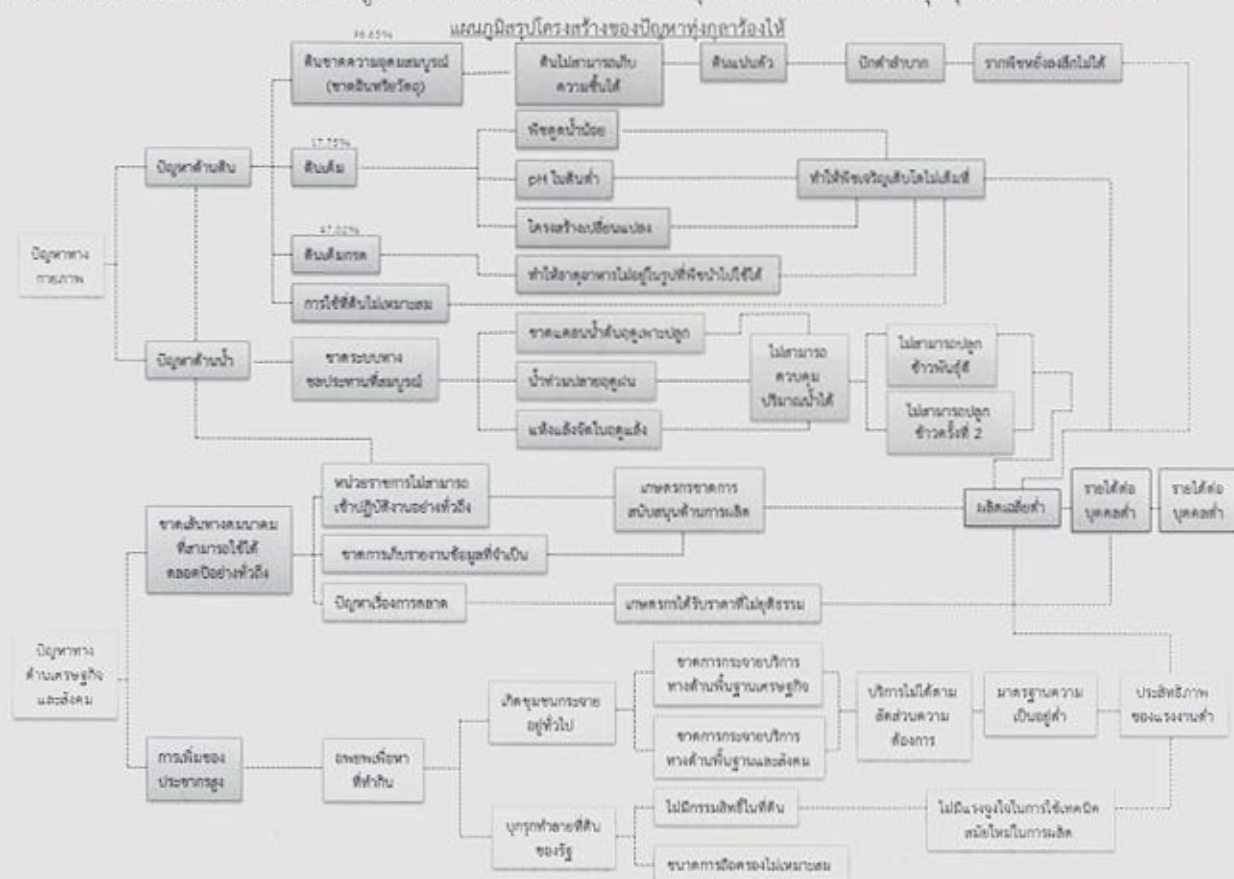 แผนภูมิสรุปโครงสร้างของปัญหาทุ่งกุลาร้องไห้
ปัญหาทาง
กายภาพ
ปัญหาด้านดิน
ดินขาดความอุดมสมบูรณ์
(ขาดอินทรียวัตถุ)
ดินไม่สามารถเก็บ
ความชื้นได้
ดินแน่นตัว
ปักดำลำบาก
รากพืชหยั่งลงลึกไม่ได้
17.75%
ดินเค็ม
พืชดูดน้ำน้อย
pH ในดินต่ำ
โครงสร้างเปลี่ยนแปลง
ทำให้พืชเจริญเติบโตไม่เต็มที่
47.02%
ดินเค็มกรด
ทำให้ธาตุอาหารไม่อยู่ในรูปที่พืชนำไปใช้ได้
การใช้ที่ดินไม่เหมาะสม
ปัญหาด้านน้ำ
ขาดระบบทาง
ชลประทานที่สมบูรณ์
ขาดแคลนน้ำต้นฤดูเพาะปลูก
น้ำท่วมปลายฤดูฝน
แห้งแล้งจัดในฤดูแล้ง
ไม่สามารถ
ควบคุม
ปริมาณน้ำได้
ไม่สามารถปลูก
ข้าวพันธุ์ดี
ไม่สามารถปลูก
ข้าวครั้งที่ 2
ปัญหาทาง
ด้านเศรษฐกิจ
และสังคม
ขาดเส้นทางคมนาคม
ที่สามารถใช้ได้
ตลอดปีอย่างทั่วถึง
หน่วยราชการไม่สามารถ
เข้าปฏิบัติงานอย่างทั่วถึง
ขาดการเก็บรายงานข้อมูลที่จำเป็น
ปัญหาเรื่องการตลาด
เกษตรกรขาดการ
สนับสนุนด้านการผลิต
เกษตรกรได้รับราคาที่ไม่ยุติธรรม
ผลิตเฉลี่ยต่ำ
รายได้ต่อ
บุคคลต่ำ
รายได้ต่อ
บุคคลต่ำ
การเพิ่มของ
ประชากรสูง
อพยพเพื่อหา
ที่ทำกิน
เกิดชุมชนกระจาย
อยู่ทั่วไป
ขาดการกระจายบริการ
ทางด้านพื้นฐานเศรษฐกิจ
ขาดการกระจายบริการ
ทางด้านพื้นฐานและสังคม
บริการไม่ได้ตาม
สัดส่วนความ
ต้องการ
มาตรฐานความ
เป็นอยู่ต่ำ
ประสิทธิภาพ
ของแรงงานต่ำ
บุกรุกทำลายที่ดิน
ของรัฐ
ไม่มีกรรมสิทธิ์ในที่ดิน
ขนาดการถือครองไม่เหมาะสม
ไม่มีแรงจูงใจในการใช้เทคนิค
สมัยใหม่ในการผลิต